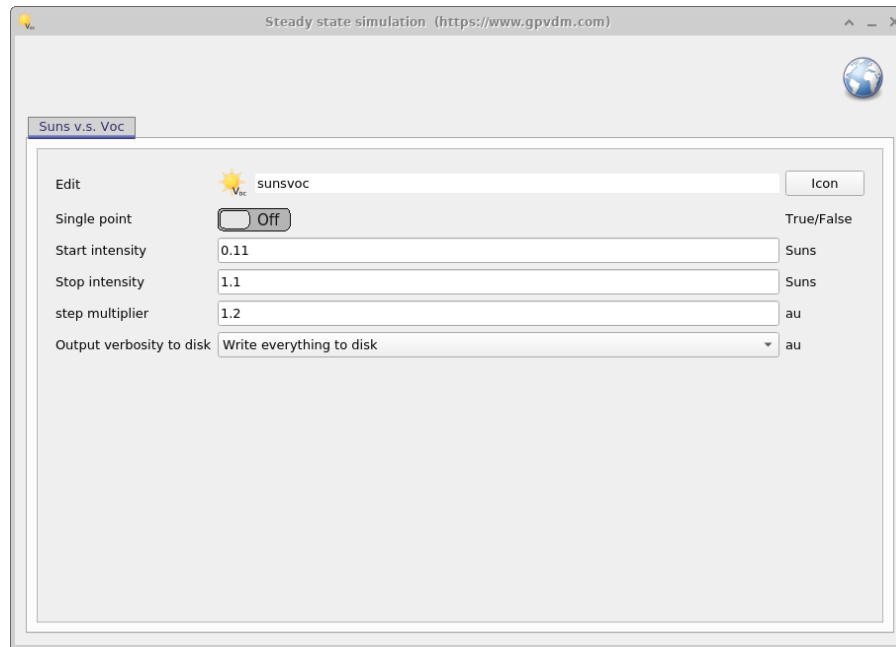 Steady state simulation (https://www.gpvdm.com)
Suns v.s. Voc
Edit sunsvoc Icon
Single point Off True/False
Start intensity 0.11 Suns
Stop intensity 1.1 Suns
step multiplier 1.2 au
Output verbosity to disk Write everything to disk au